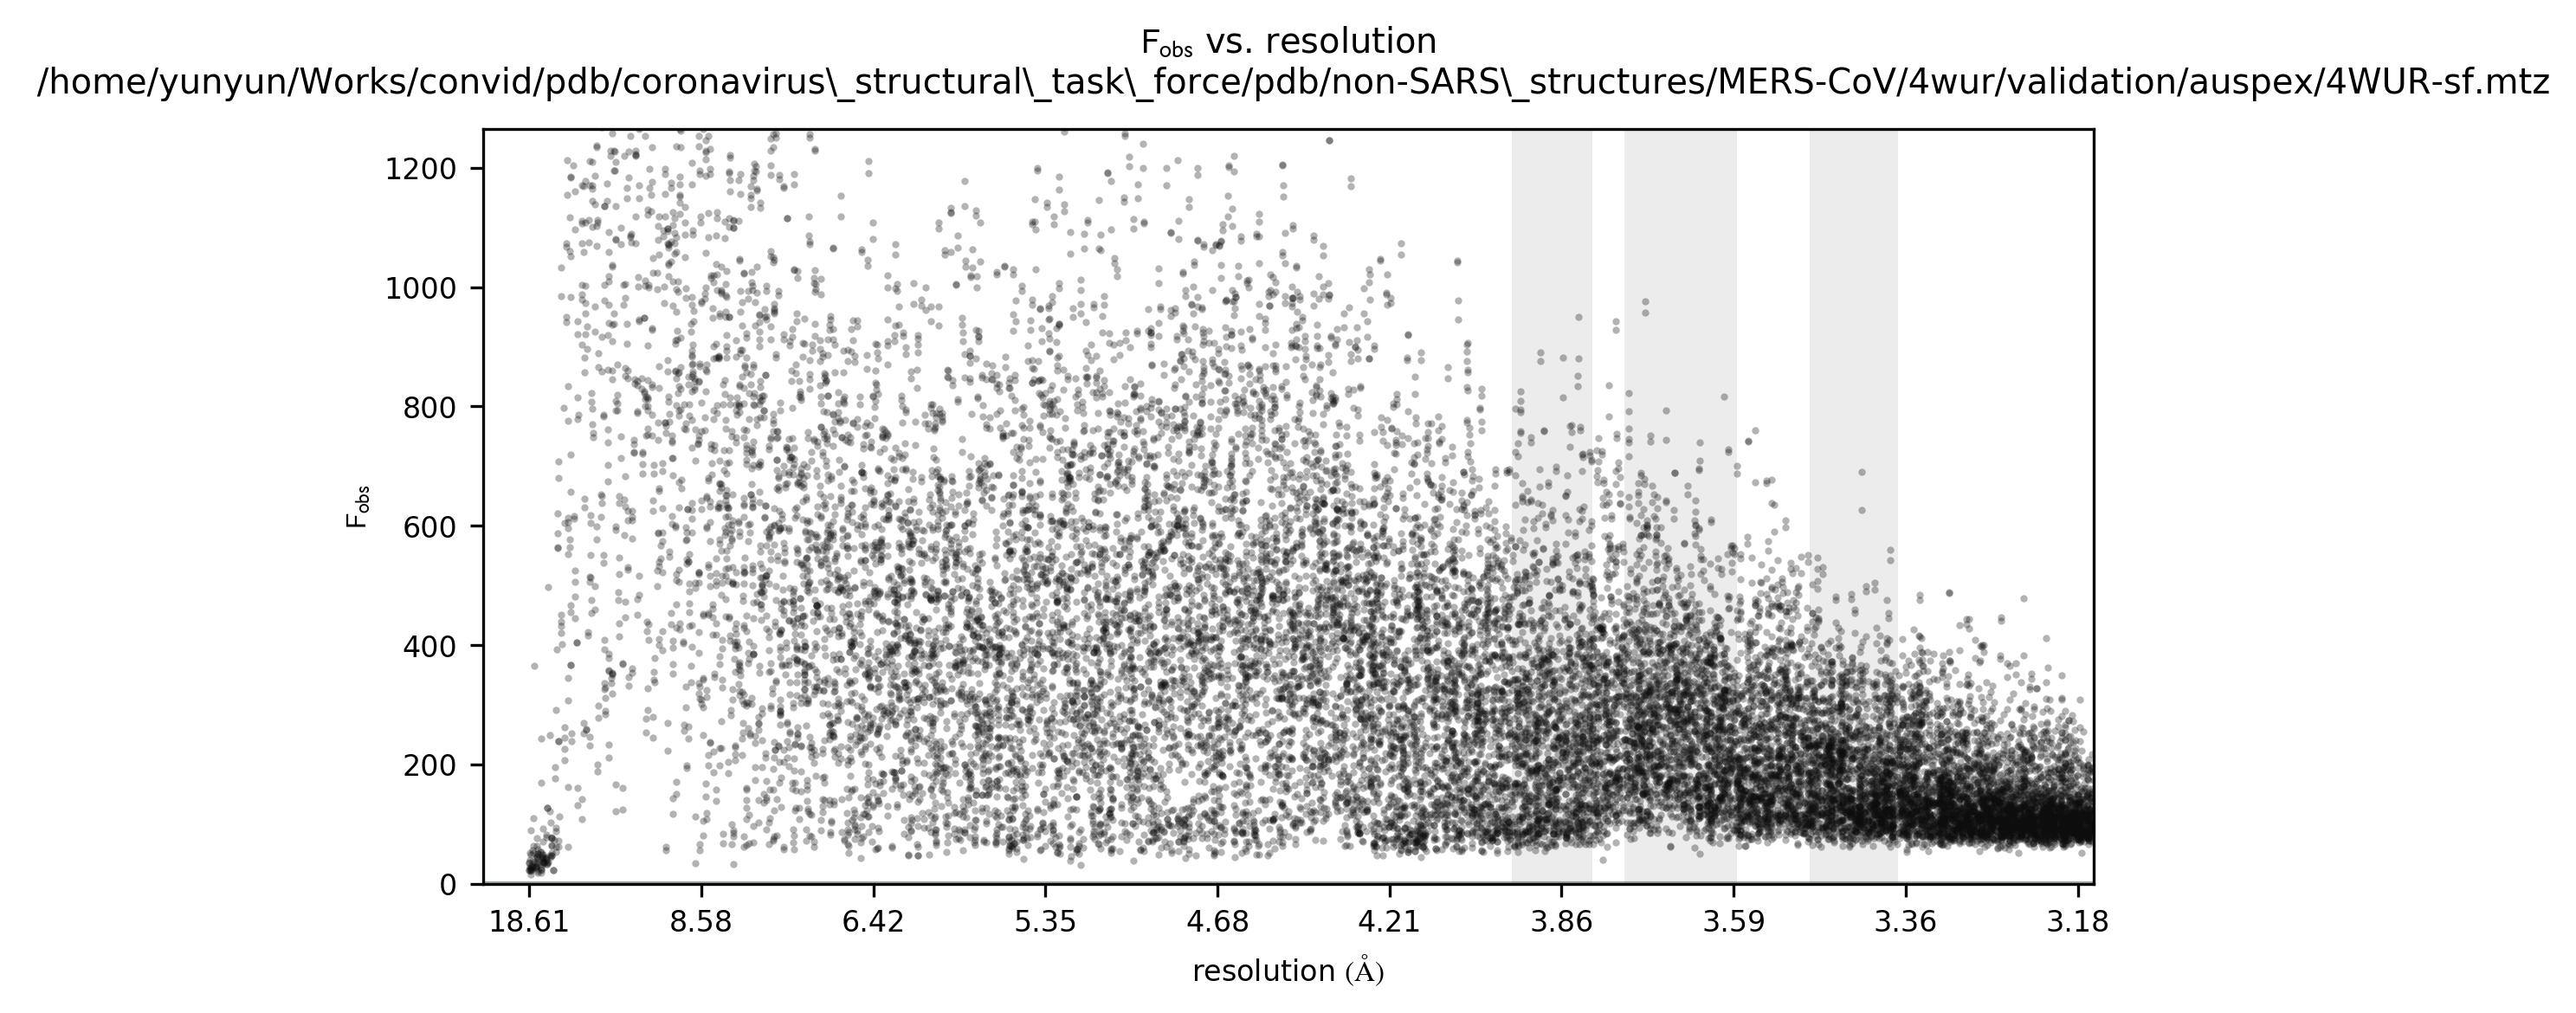 F_obs vs. resolution
/home/yunyun/Works/convid/pdb/coronavirus\_structural\_task\_force/pdb/non-SARS\_structures/MERS-CoV/4wur/validation/auspex/4WUR-sf.mtz
F_obs
1200
1000
800
600
400
200
0
18.61 8.58 6.42 5.35 4.68 4.21 3.86 3.59 3.36 3.18
resolution (Å)